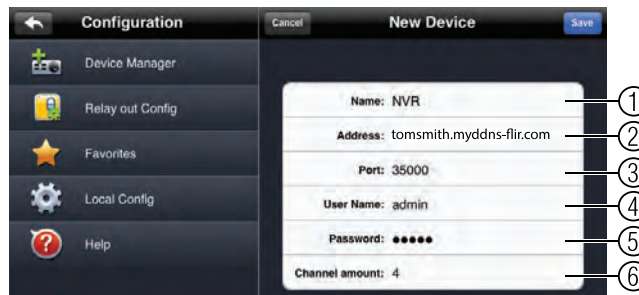 Configuration
Device Manager
Relay out Config
Favorites
Local Config
Help
Cancel New Device Save
Name: NVR
Address: tomsmith.myddns-flir.com
Port: 35000
User Name: admin
Password: ●●●●●
Channel amount: 4
1
2
3
4
5
6